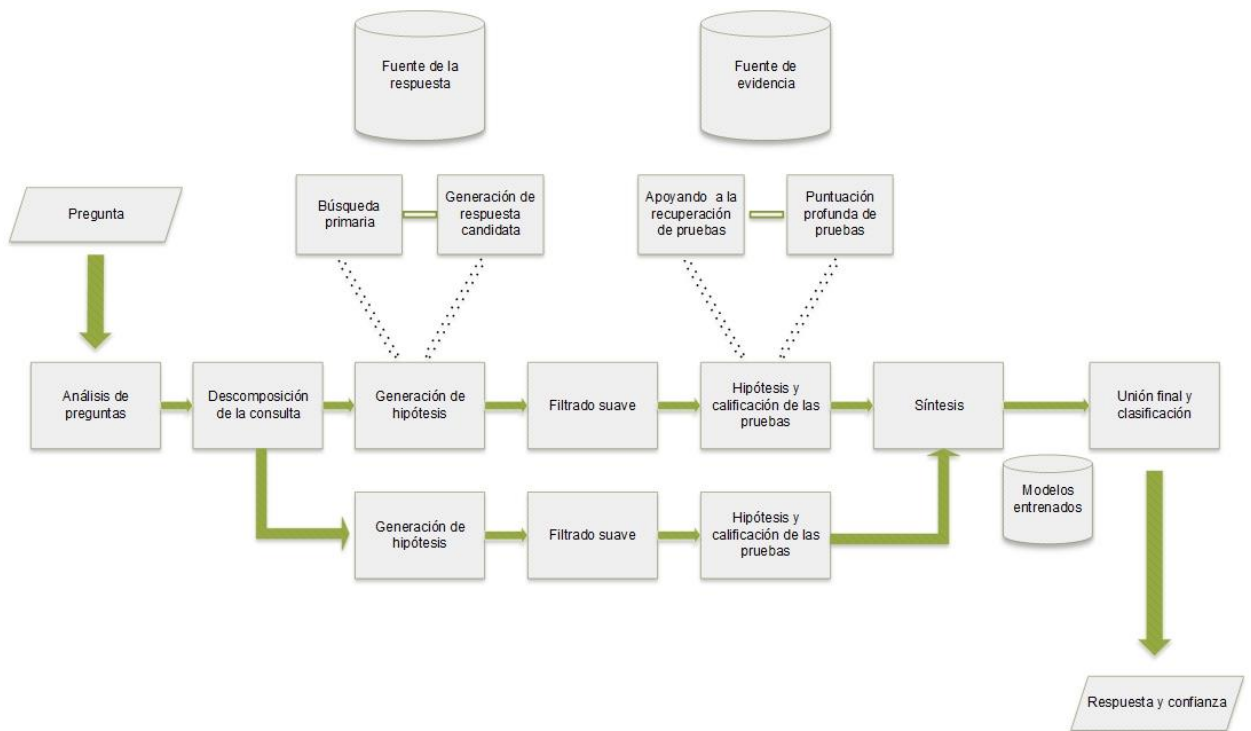 Fuente de la
respuesta
Fuente de
evidencia
Pregunta
Búsqueda
primaria
Generación de
respuesta
candidata
Apoyando a la
recuperación
de pruebas
Puntuación
profunda de
pruebas
Análisis de
preguntas
Descomposición
de la consulta
Generación de
hipótesis
Filtrado suave
Hipótesis y
calificación de las
pruebas
Síntesis
Unión final y
clasificación
Generación de
hipótesis
Filtrado suave
Hipótesis y
calificación de las
pruebas
Modelos
entrenados
Respuesta y confianza